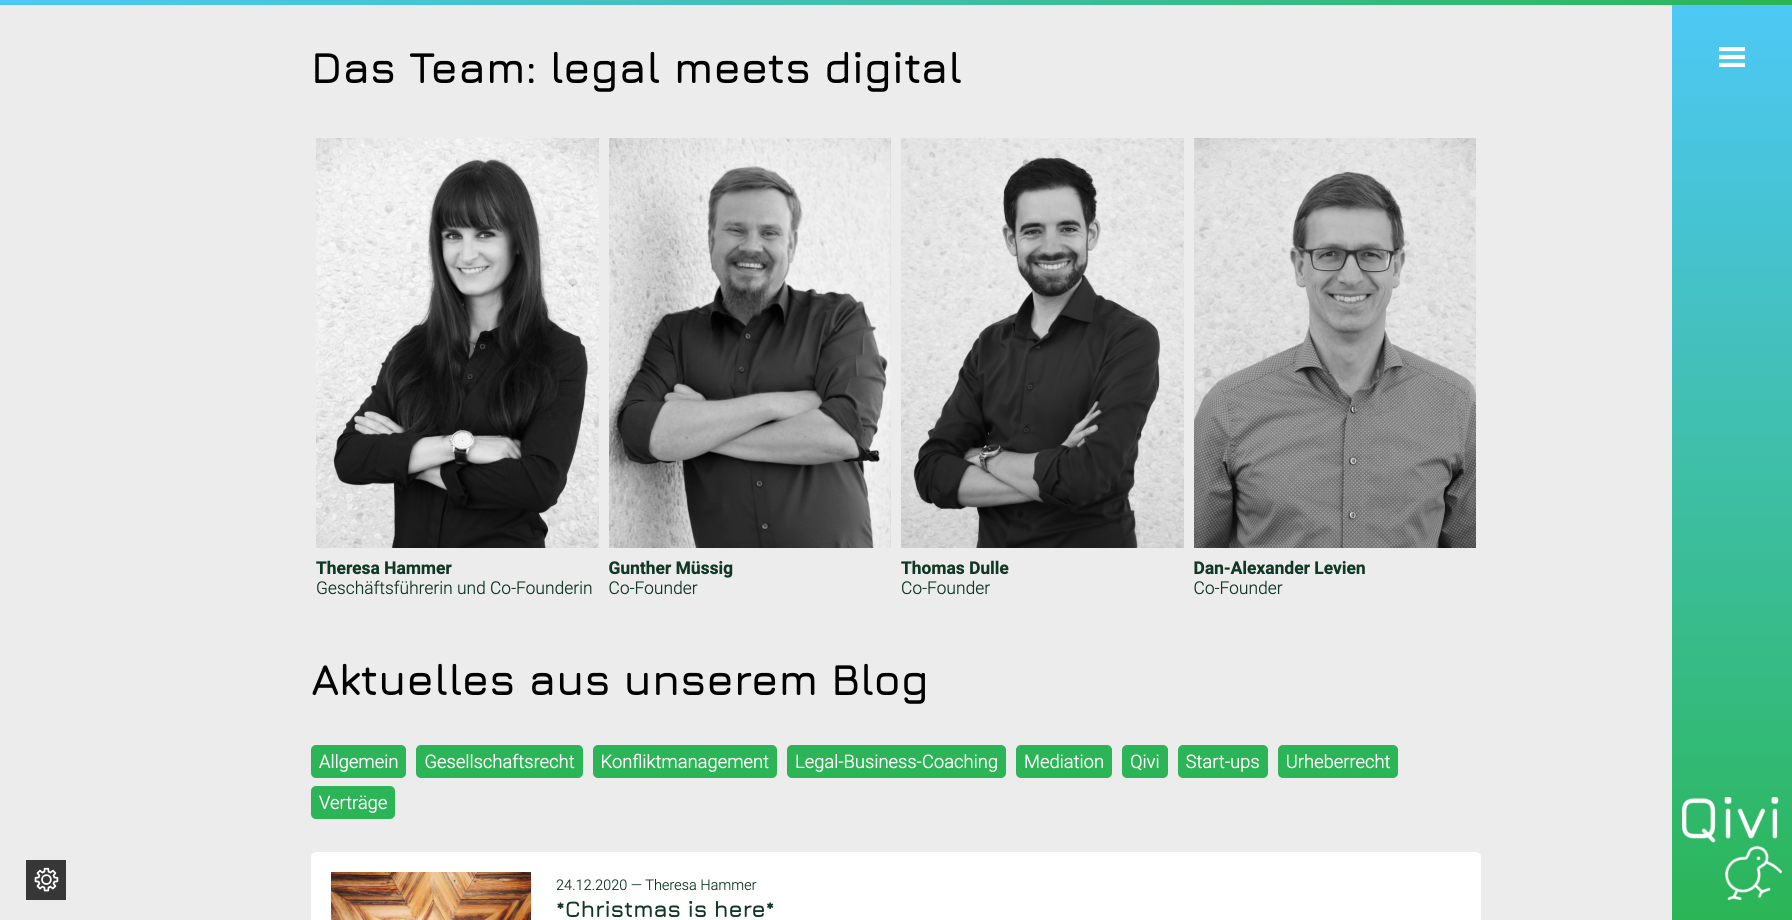 Das Team: legal meets digital
Theresa Hammer
Geschäftsführerin und Co-Founderin
Gunther Müssig
Co-Founder
Thomas Dulle
Co-Founder
Dan-Alexander Levien
Co-Founder
Aktuelles aus unserem Blog
Allgemein Gesellschaftsrecht Konfliktmanagement Legal-Business-Coaching Mediation Qivi Start-ups Urheberrecht
Verträge
24.12.2020 — Theresa Hammer
*Christmas is here*
Qivi